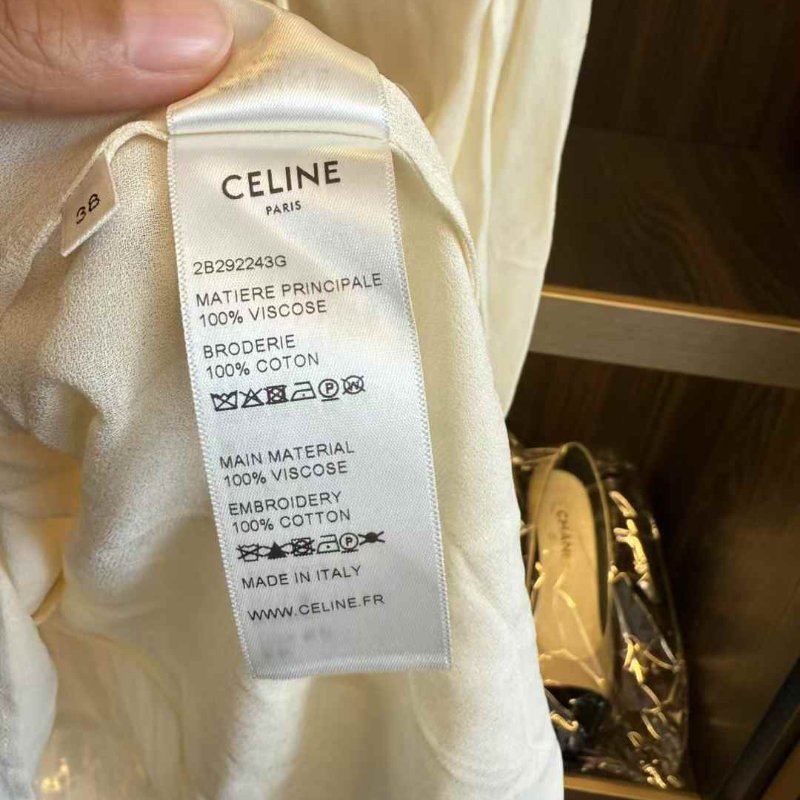 CELINE
PARIS
38
2B292243G
MATIERE PRINCIPALE
100% VISCOSE
BRODERIE
100% COTON
P W
MAIN MATERIAL
100% VISCOSE
EMBROIDERY
100% COTTON
P
MADE IN ITALY
WWW.CELINE.FR
CHANEL